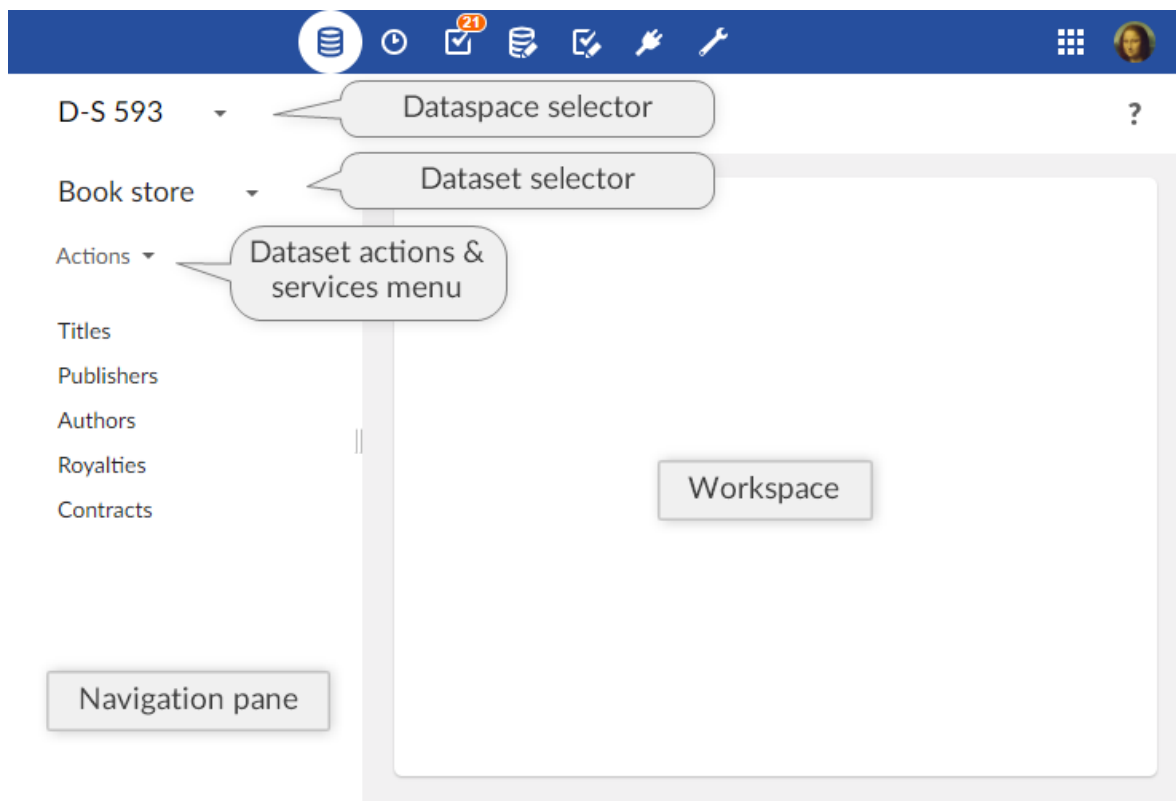 21
D-S 593
Dataspace selector
?
Book store
Dataset selector
Actions
Dataset actions &
services menu
Titles
Publishers
Authors
Royalties
Contracts
Workspace
Navigation pane